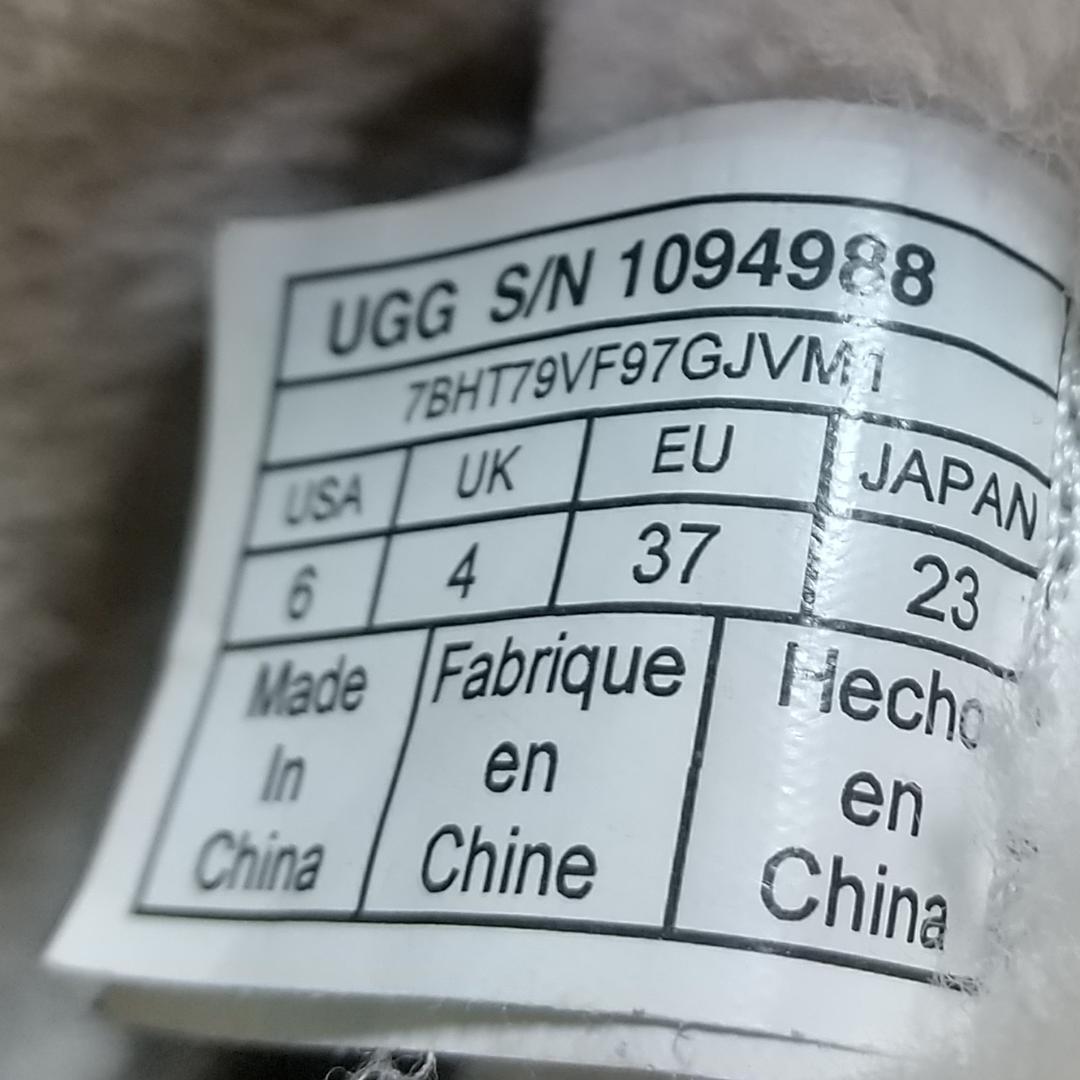 UGG S/N 1094988
7BHT79VF97GJVM1
USA UK EU JAPAN
6 4 37 23
Made In China
Fabrique en Chine
Hecho en China